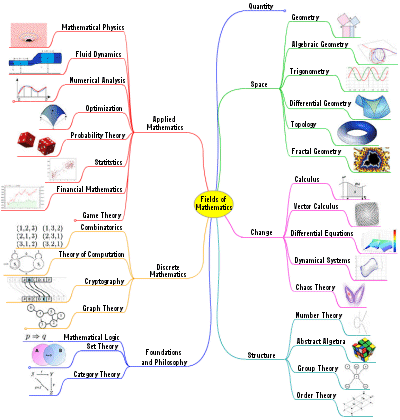 Quantity
Mathematical Physics
Geometry
Fluid Dynamics
Algebraic Geometry
Numerical Analysis
Trigonometry
Space
Optimization
Differential Geometry
Applied
Mathematics
Probability Theory
Topology
Statistics
Fractal Geometry
Financial Mathematics
Fields of
Mathematics
Calculus
Game Theory
Vector Calculus
Combinatorics
(1,2,3) (1,3,2)
(2,1,3) (2,3,1)
(3,1,2) (3,2,1)
Change
Differential Equations
Theory of Computation
Dynamical Systems
Discrete
Mathematics
Cryptography
Chaos Theory
Graph Theory
Number Theory
p ⇒ q
Mathematical Logic
Set Theory
Abstract Algebra
Foundations
and Philosophy
Structure
Group Theory
Category Theory
Order Theory